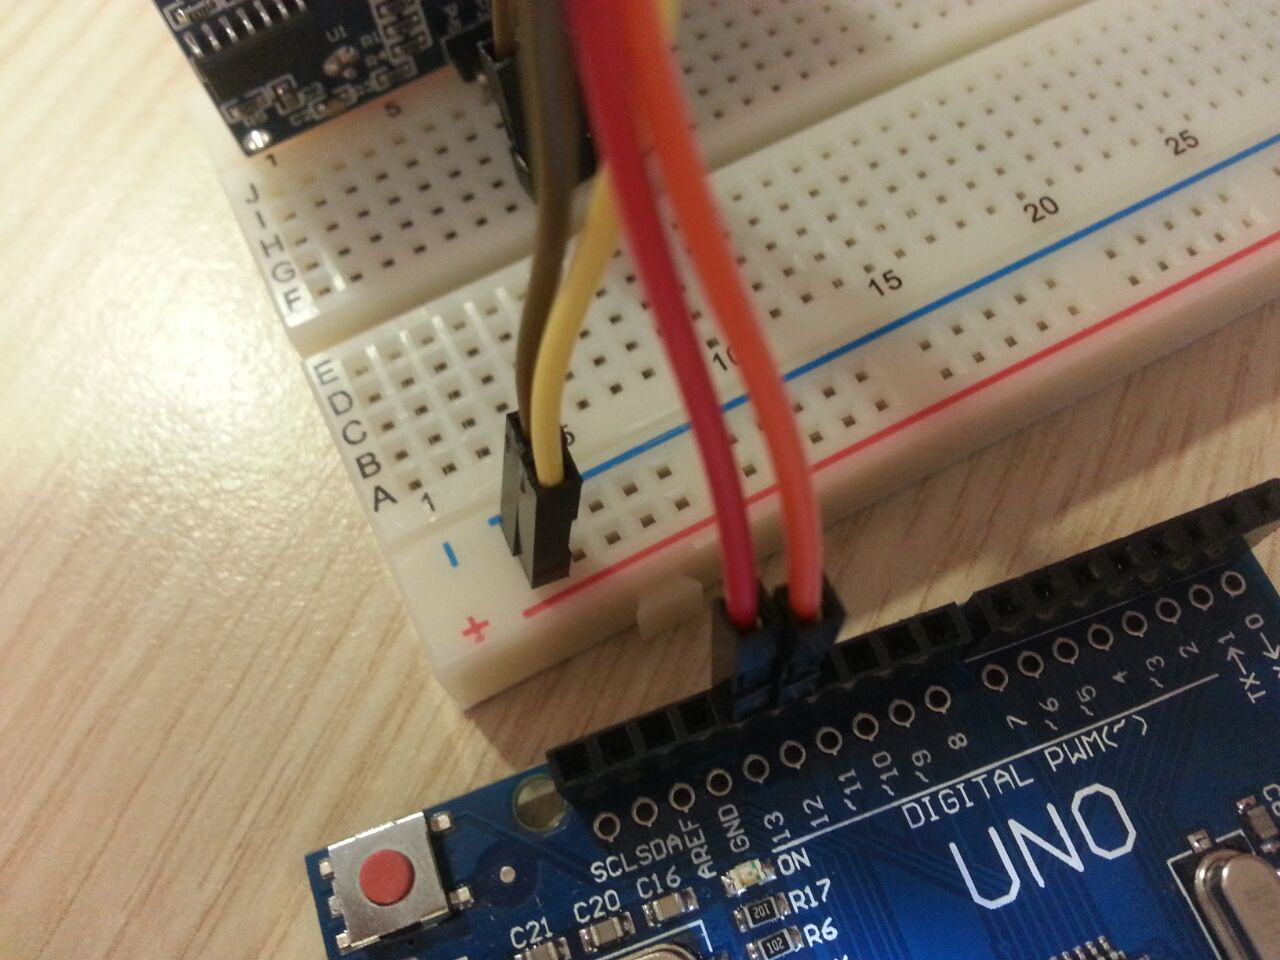 U1
5
1
J
I
H
G
F
25
20
15
10
5
E
D
C
B
A
1
−
+
SCL
SDA
AREF
GND
13
12
~11
~10
~9
8
7
~6
~5
4
~3
2
TX→1
0
DIGITAL PWM(~)
UNO
ON
R17
102
R6
102
C16
C20
C21